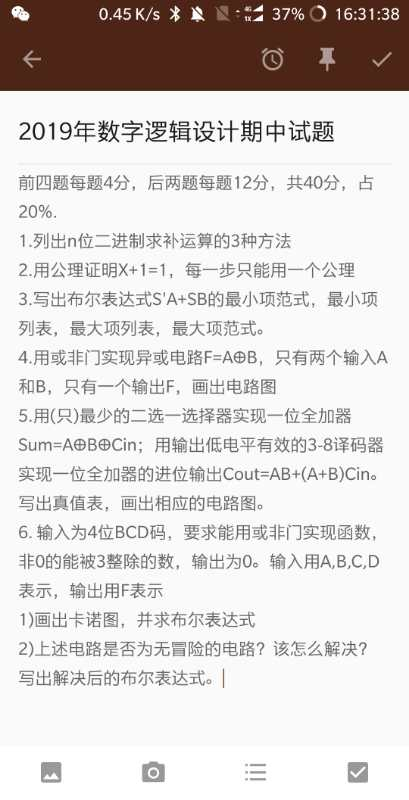 0.45 K/s 4G 1X 37% 16:31:38
2019年数字逻辑设计期中试题
前四题每题4分，后两题每题12分，共40分，占
20%.
1.列出n位二进制求补运算的3种方法
2.用公理证明X+1=1，每一步只能用一个公理
3.写出布尔表达式S'A+SB的最小项范式，最小项
列表，最大项列表，最大项范式。
4.用或非门实现异或电路F=A⊕B，只有两个输入A
和B，只有一个输出F，画出电路图
5.用(只)最少的二选一选择器实现一位全加器
Sum=A⊕B⊕Cin；用输出低电平有效的3-8译码器
实现一位全加器的进位输出Cout=AB+(A+B)Cin。
写出真值表，画出相应的电路图。
6. 输入为4位BCD码，要求能用或非门实现函数，
非0的能被3整除的数，输出为0。输入用A,B,C,D
表示，输出用F表示
1)画出卡诺图，并求布尔表达式
2)上述电路是否为无冒险的电路？该怎么解决？
写出解决后的布尔表达式。